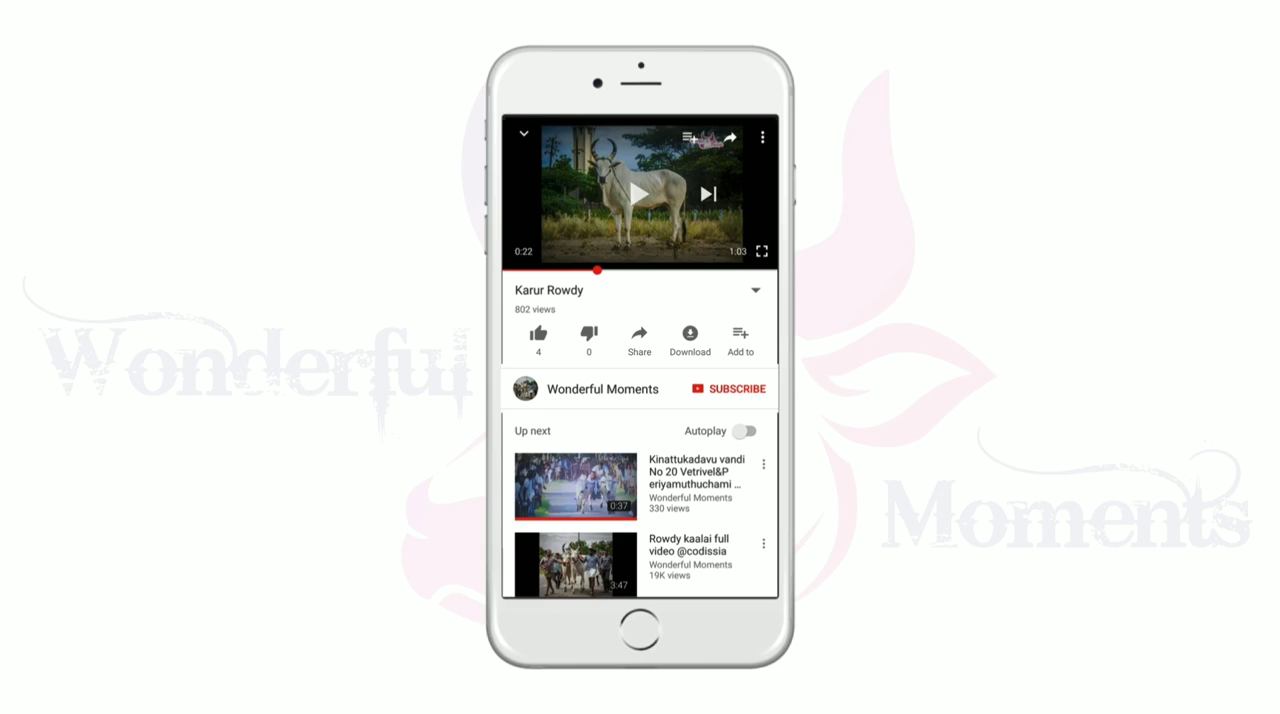 Wonderful
Moments
0:22
1:03
Karur Rowdy
802 views
4
0
Share
Download
Add to
Wonderful Moments
SUBSCRIBE
Up next
Autoplay
0:37
Kinattukadavu vandi
No 20 Vetrivel&P
eriyamuthuchami ...
Wonderful Moments
330 views
3:47
Rowdy kaalai full
video @codissia
Wonderful Moments
19K views